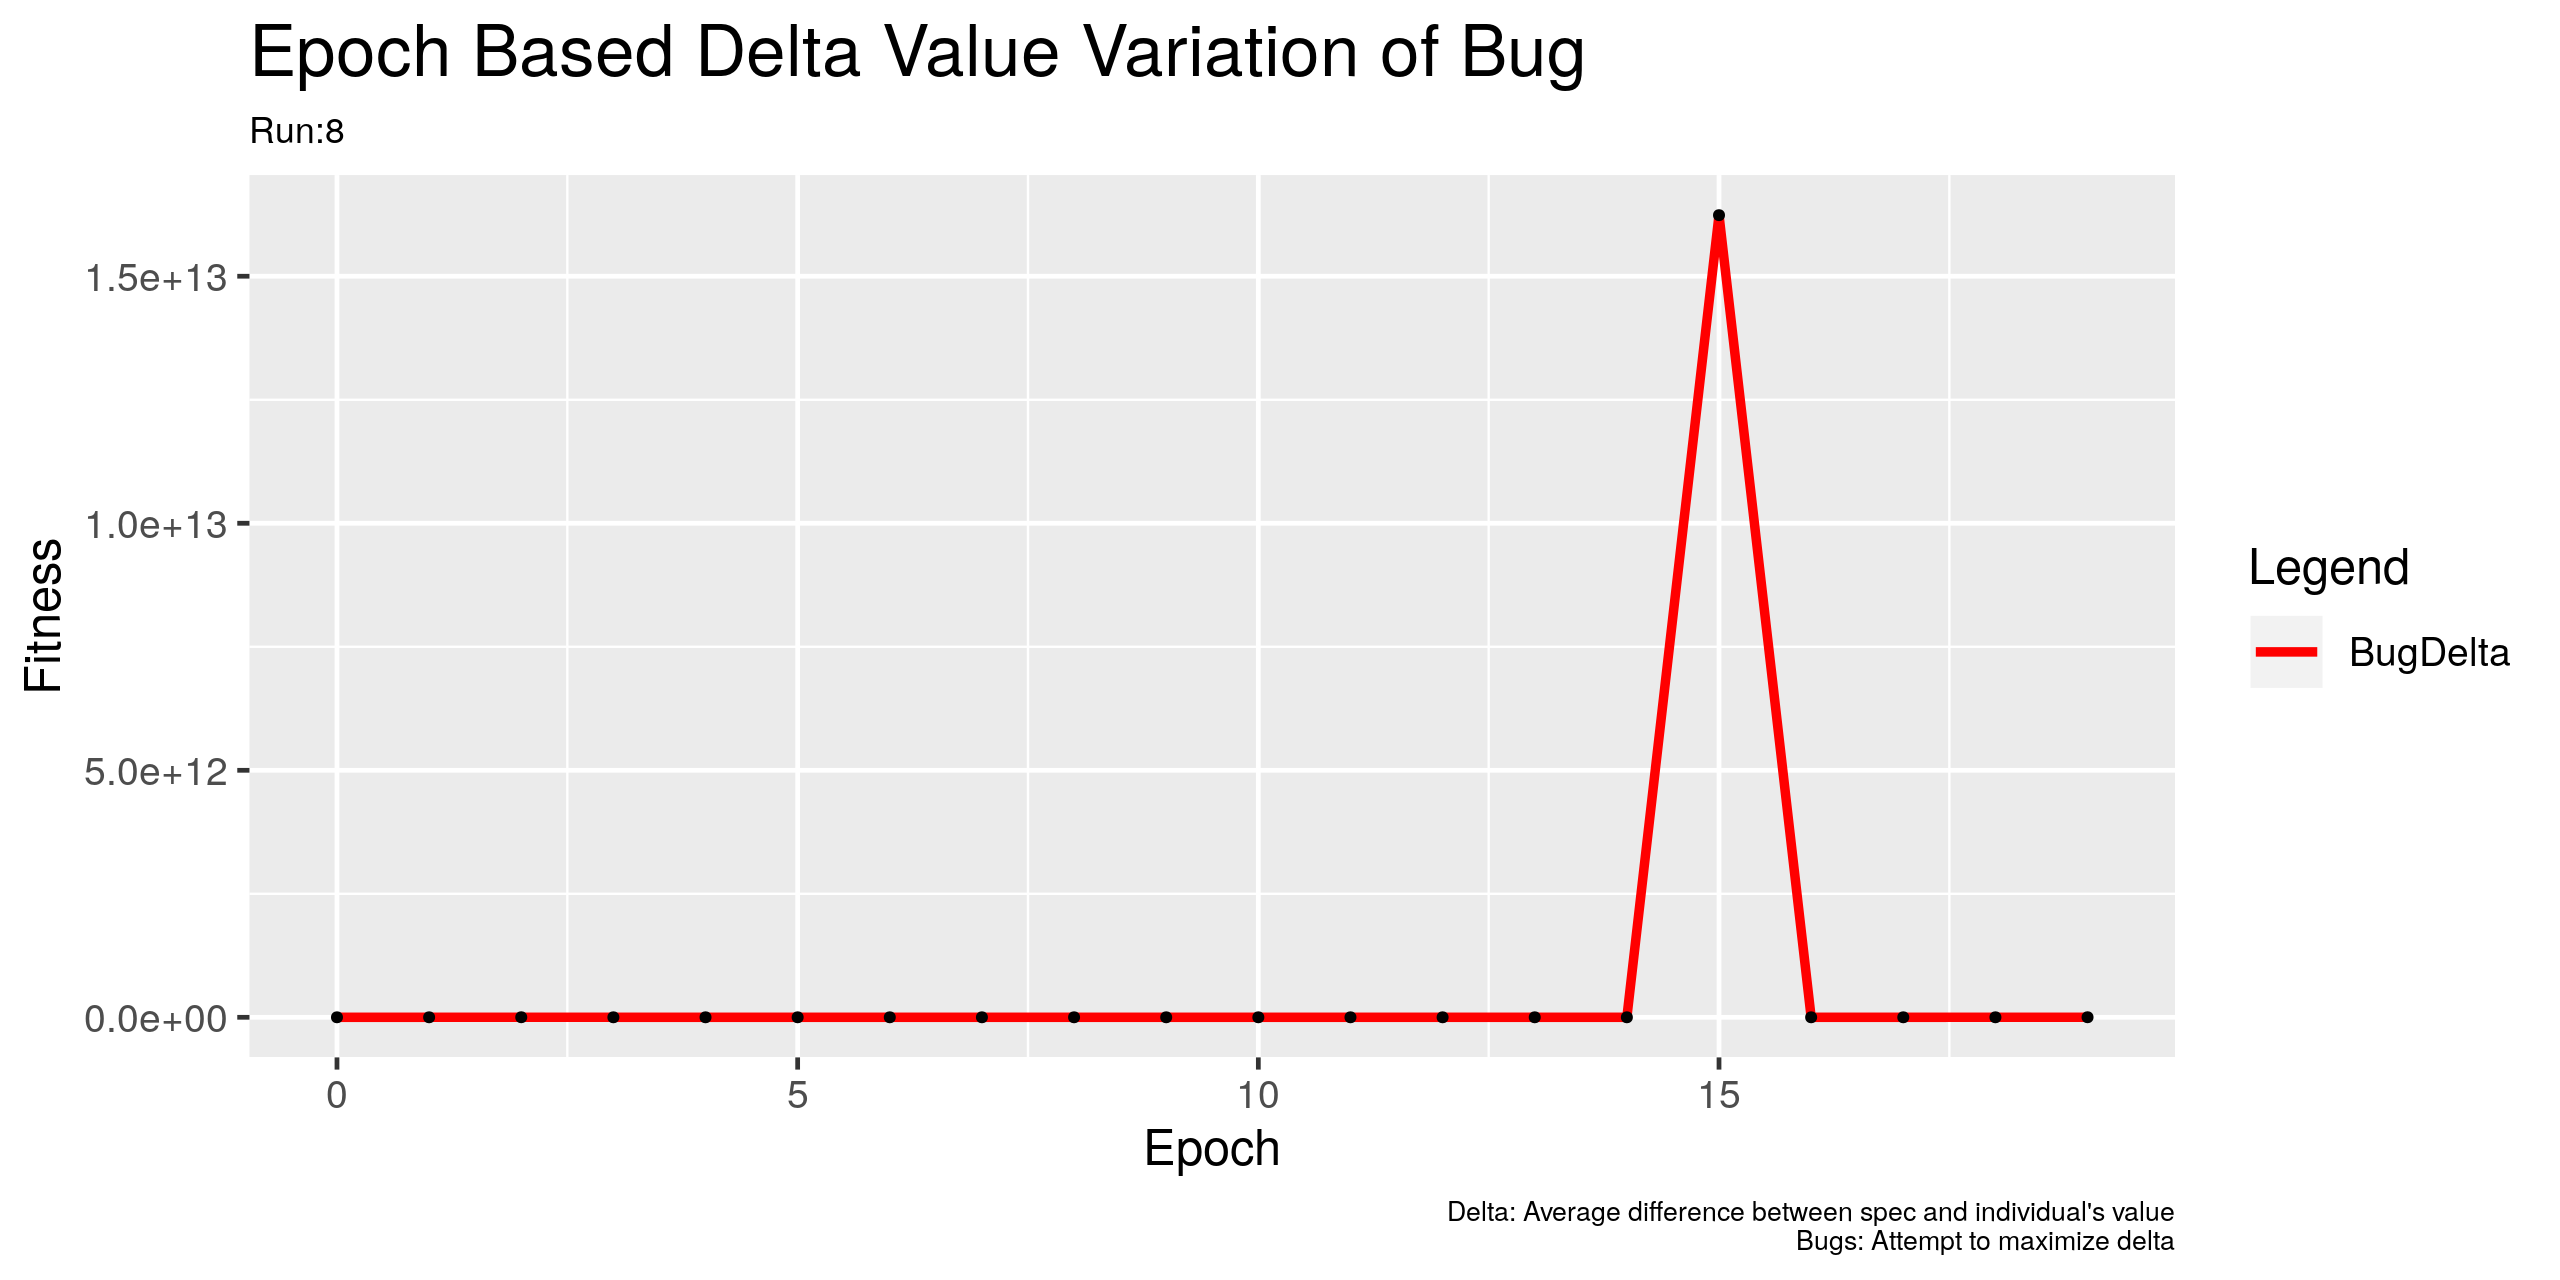 Epoch Based Delta Value Variation of Bug
Run:8
Fitness
1.5e+13
1.0e+13
5.0e+12
0.0e+00
0 5 10 15
Epoch
Legend
BugDelta
Delta: Average difference between spec and individual's value
Bugs: Attempt to maximize delta